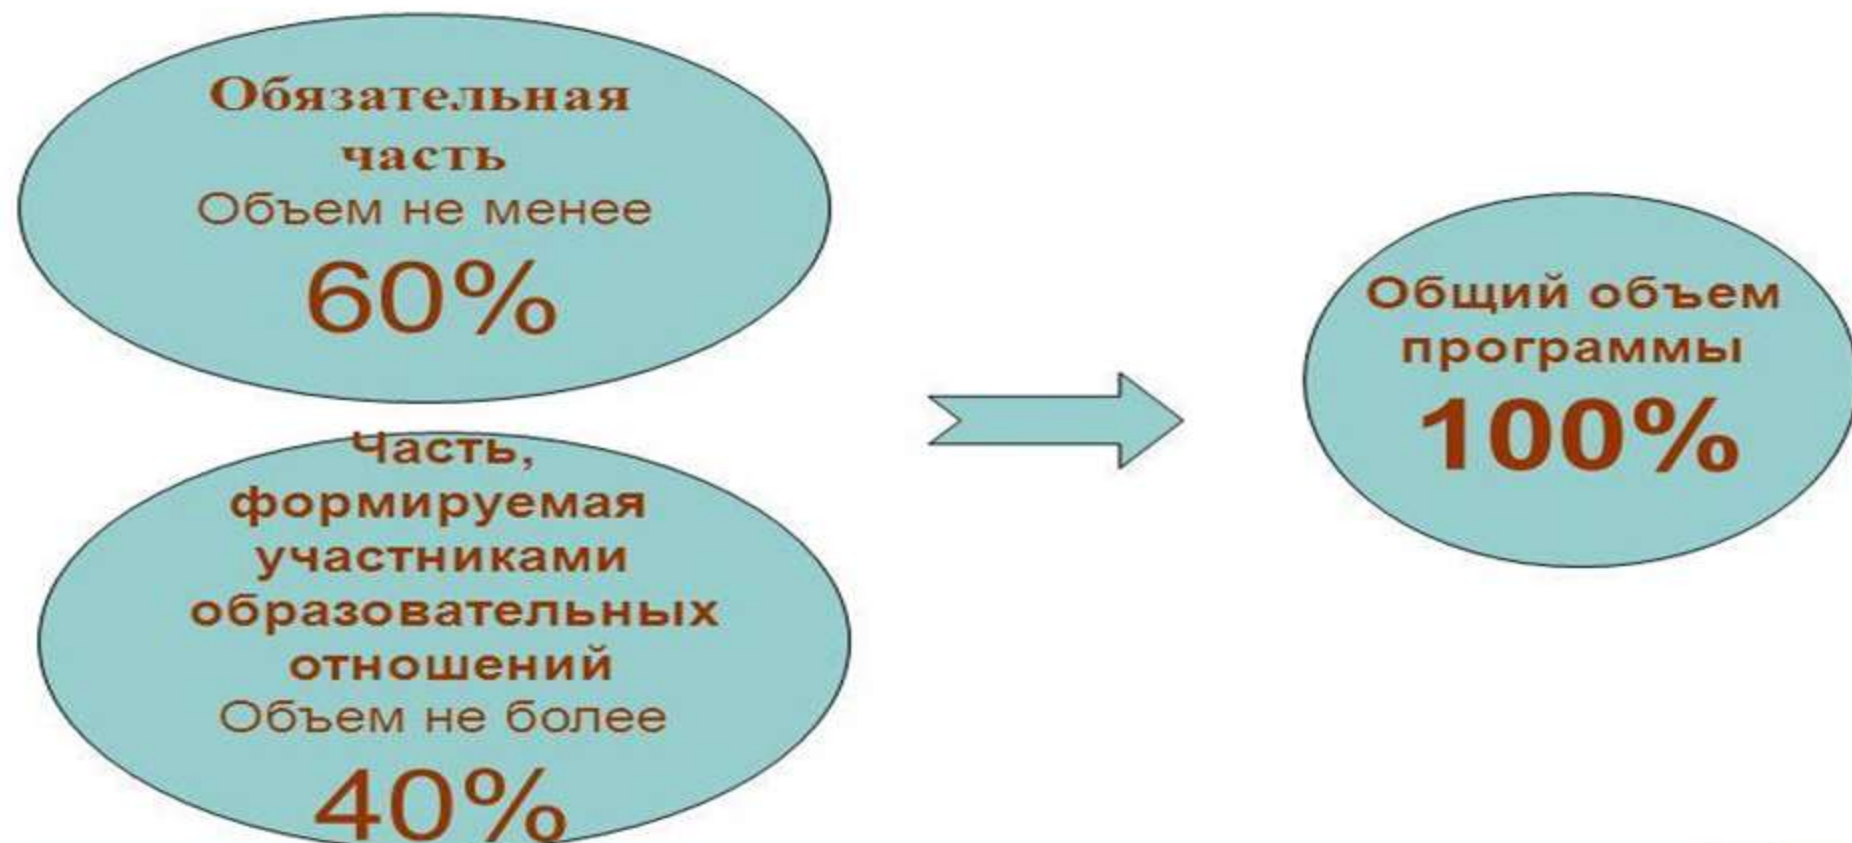 Обязательная
часть
Объем не менее
60%
Часть,
формируемая
участниками
образовательных
отношений
Объем не более
40%
Общий объем
программы
100%